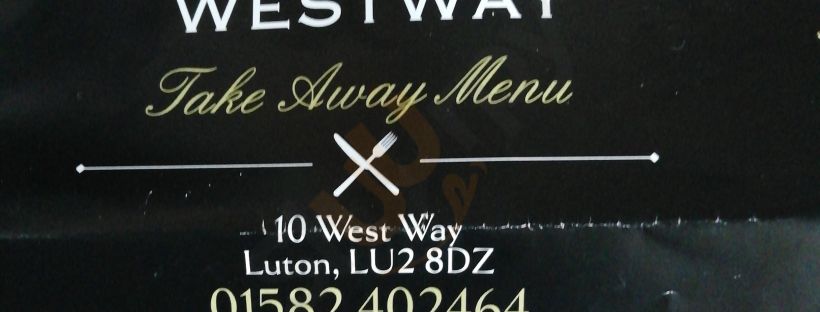 WESTWAY
Take Away Menu
10 West Way
Luton, LU2 8DZ
01582 402464